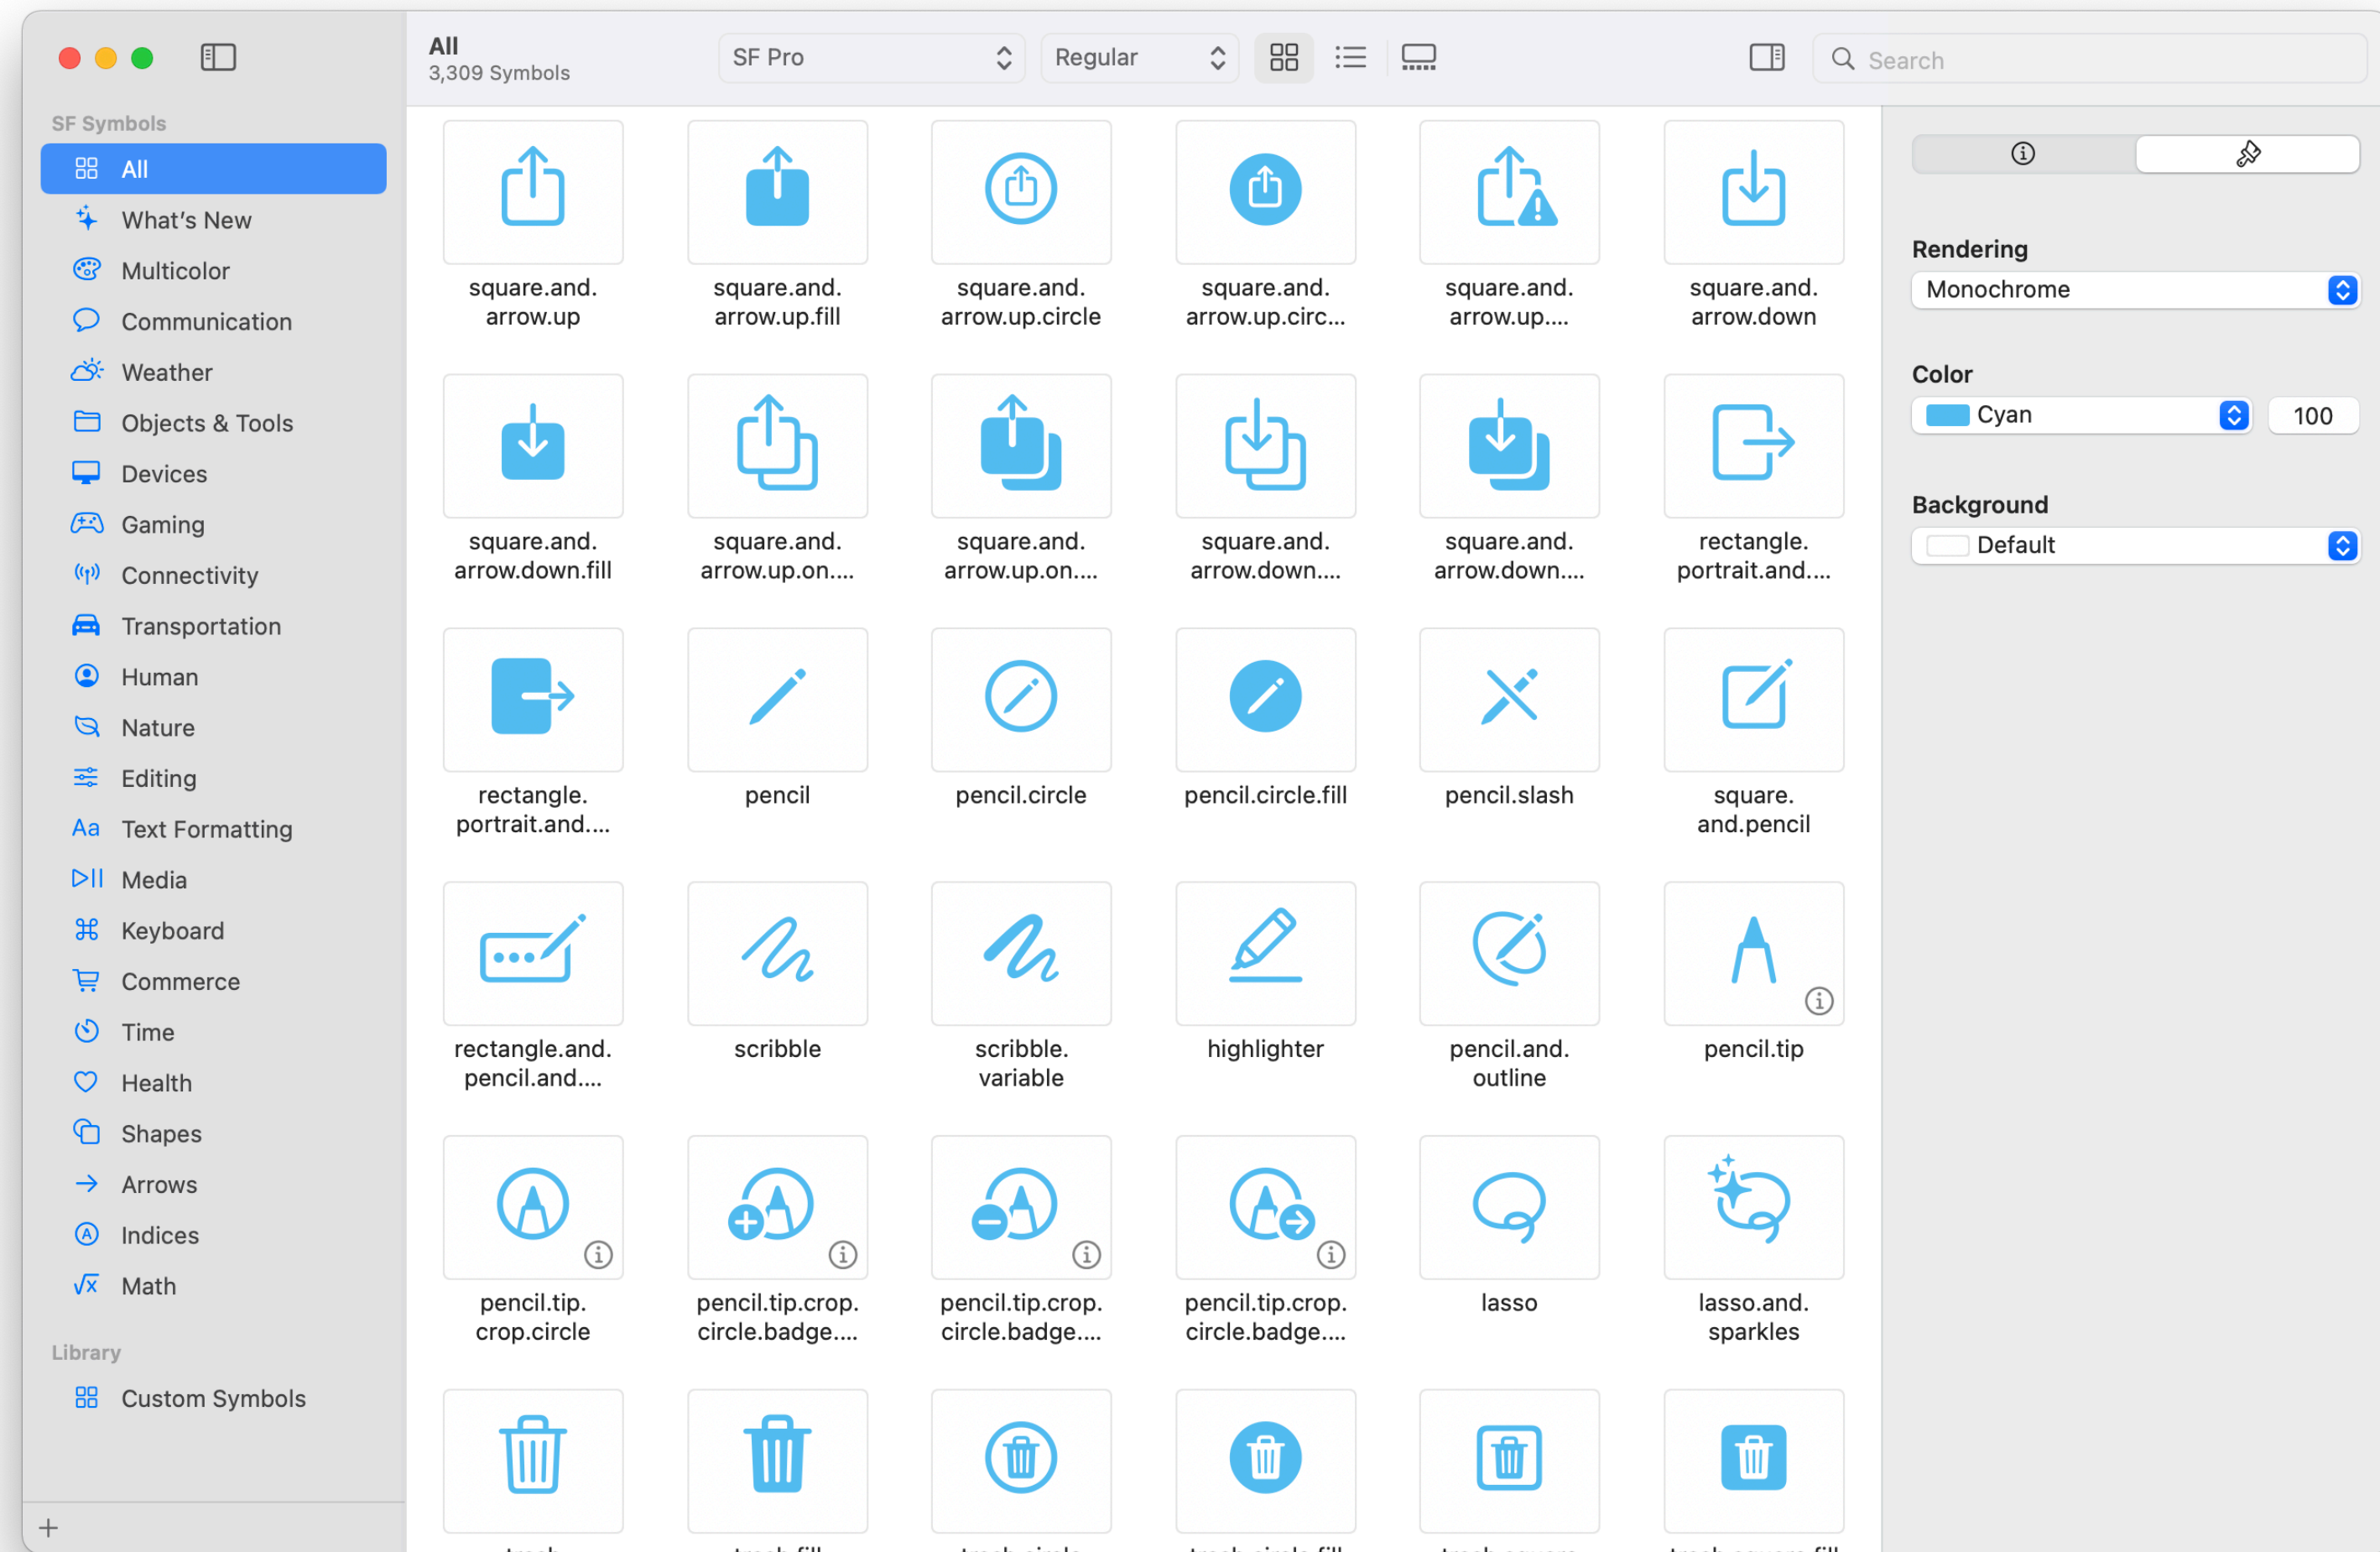 All
3,309 Symbols
SF Pro
Regular
Search
SF Symbols
All
What’s New
Multicolor
Communication
Weather
Objects & Tools
Devices
Gaming
Connectivity
Transportation
Human
Nature
Editing
Aa Text Formatting
Media
Keyboard
Commerce
Time
Health
Shapes
Arrows
Indices
Math
Library
Custom Symbols
square.and.
arrow.up
square.and.
arrow.up.fill
square.and.
arrow.up.circle
square.and.
arrow.up.circ...
square.and.
arrow.up....
square.and.
arrow.down
square.and.
arrow.down.fill
square.and.
arrow.up.on....
square.and.
arrow.up.on....
square.and.
arrow.down....
square.and.
arrow.down....
rectangle.
portrait.and....
rectangle.
portrait.and....
pencil
pencil.circle
pencil.circle.fill
pencil.slash
square.
and.pencil
rectangle.and.
pencil.and....
scribble
scribble.
variable
highlighter
pencil.and.
outline
pencil.tip
pencil.tip.
crop.circle
pencil.tip.crop.
circle.badge....
pencil.tip.crop.
circle.badge....
pencil.tip.crop.
circle.badge....
lasso
lasso.and.
sparkles
Rendering
Monochrome
Color
Cyan
100
Background
Default